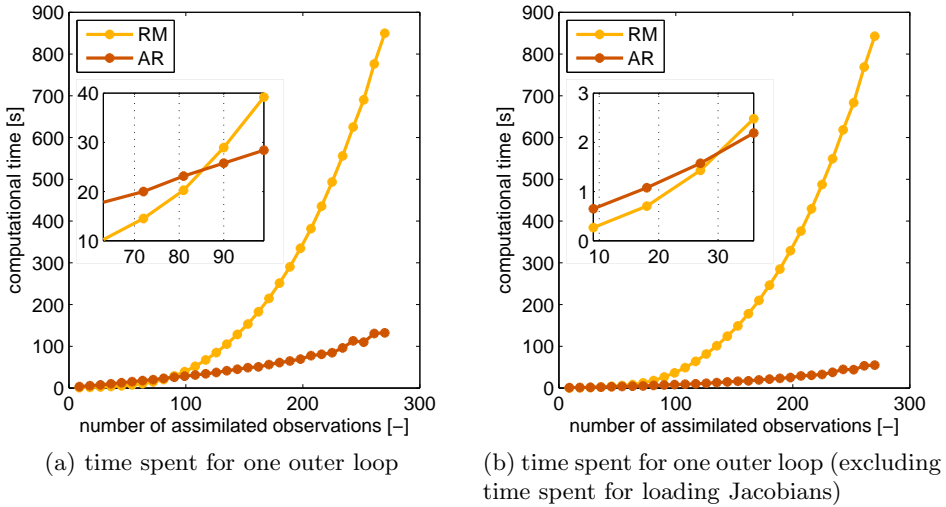 900
800
700
600
500
400
300
200
100
0
0 100 200 300
computational time [s]
number of assimilated observations [−]
RM
AR
40
30
20
10
70 80 90
(a) time spent for one outer loop
900
800
700
600
500
400
300
200
100
0
0 100 200 300
computational time [s]
number of assimilated observations [−]
RM
AR
3
2
1
0
10 20 30
(b) time spent for one outer loop (excluding
time spent for loading Jacobians)